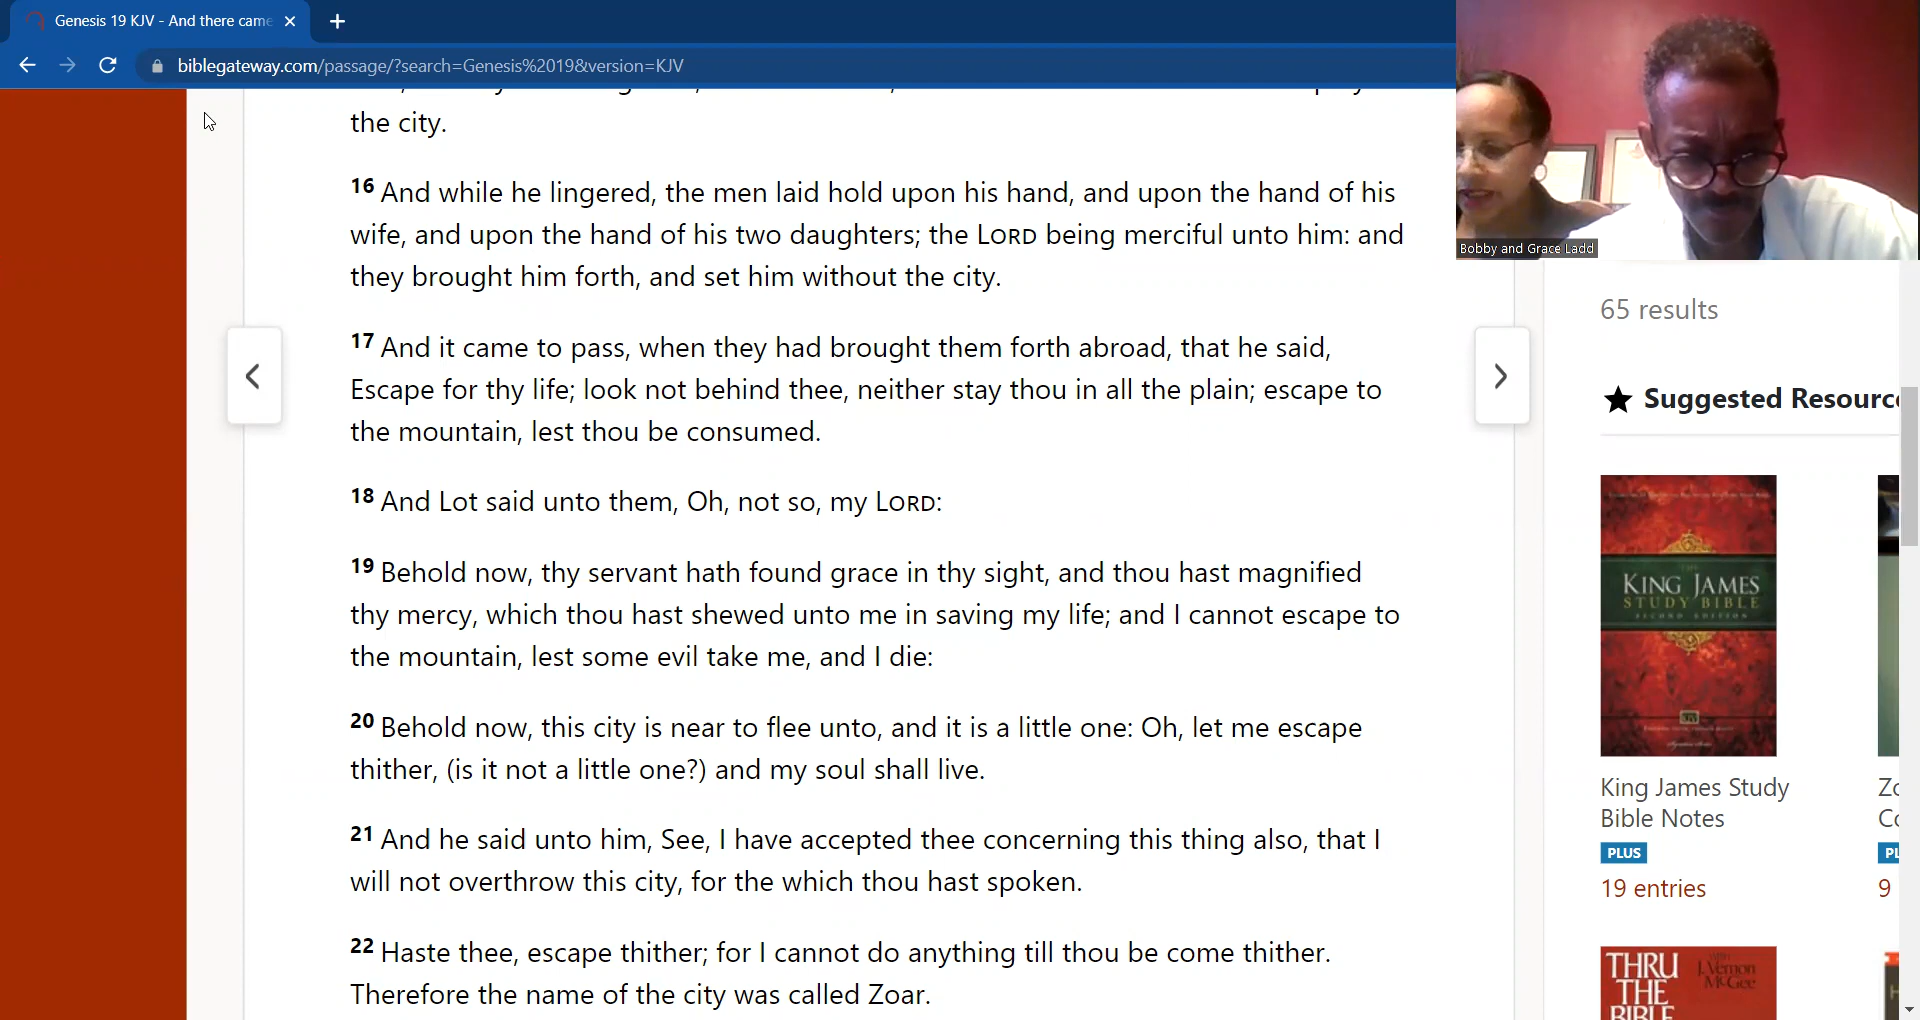 Genesis 19 KJV - And there came
biblegateway.com/passage/?search=Genesis%2019&version=KJV
the city.
16 And while he lingered, the men laid hold upon his hand, and upon the hand of his
wife, and upon the hand of his two daughters; the LORD being merciful unto him: and
they brought him forth, and set him without the city.
17 And it came to pass, when they had brought them forth abroad, that he said,
Escape for thy life; look not behind thee, neither stay thou in all the plain; escape to
the mountain, lest thou be consumed.
18 And Lot said unto them, Oh, not so, my LORD:
19 Behold now, thy servant hath found grace in thy sight, and thou hast magnified
thy mercy, which thou hast shewed unto me in saving my life; and I cannot escape to
the mountain, lest some evil take me, and I die:
20 Behold now, this city is near to flee unto, and it is a little one: Oh, let me escape
thither, (is it not a little one?) and my soul shall live.
21 And he said unto him, See, I have accepted thee concerning this thing also, that I
will not overthrow this city, for the which thou hast spoken.
22 Haste thee, escape thither; for I cannot do anything till thou be come thither.
Therefore the name of the city was called Zoar.
Bobby and Grace Ladd
65 results
Suggested Resourc
KING JAMES
STUDY BIBLE
SECOND EDITION
KJV
King James Study
Bible Notes
PLUS
19 entries
Zo
Co
PL
9
THRU
THE
BIBLE
WITH
J. Vernon
McGee